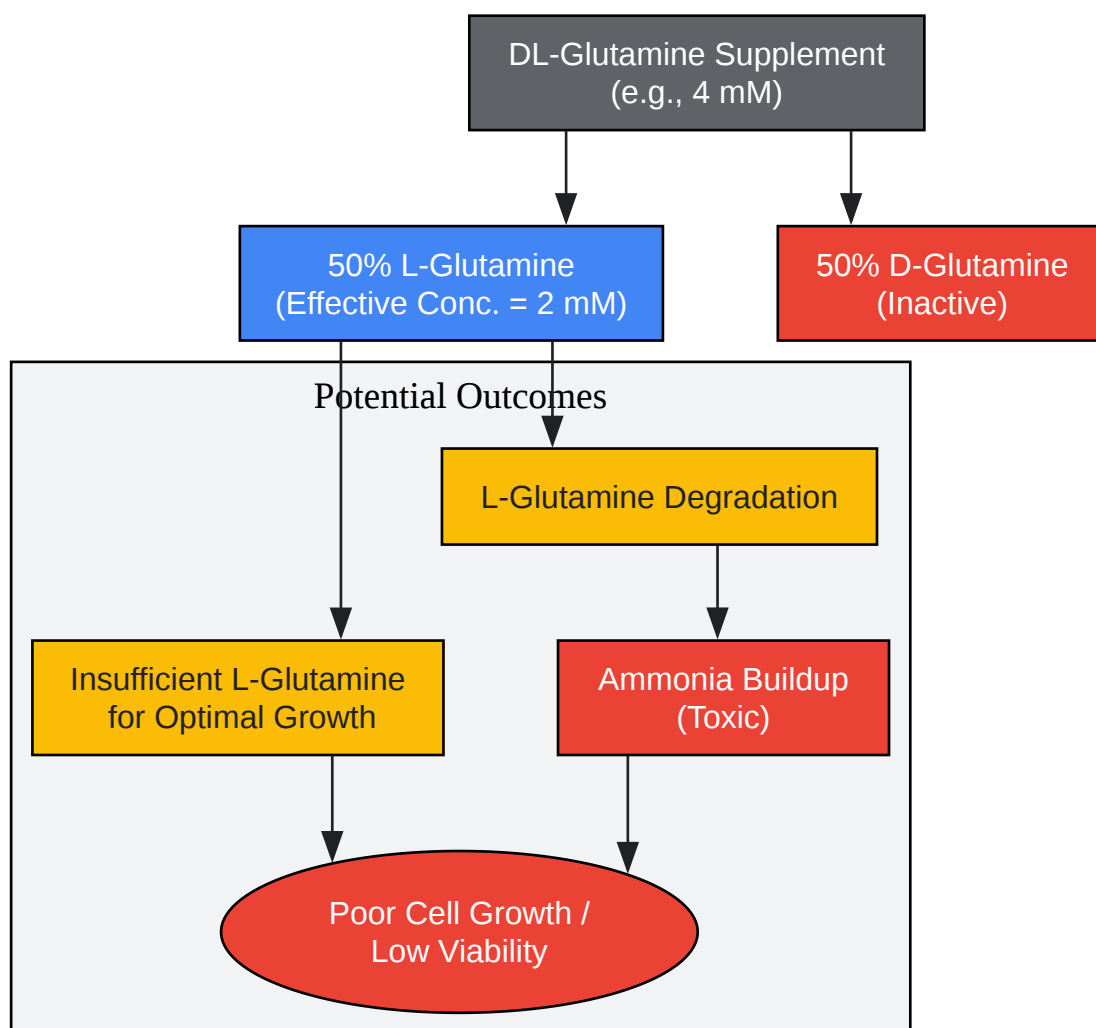 DL-Glutamine Supplement
(e.g., 4 mM)
50% L-Glutamine
(Effective Conc. = 2 mM)
50% D-Glutamine
(Inactive)
Potential Outcomes
L-Glutamine Degradation
Insufficient L-Glutamine
for Optimal Growth
Ammonia Buildup
(Toxic)
Poor Cell Growth /
Low Viability